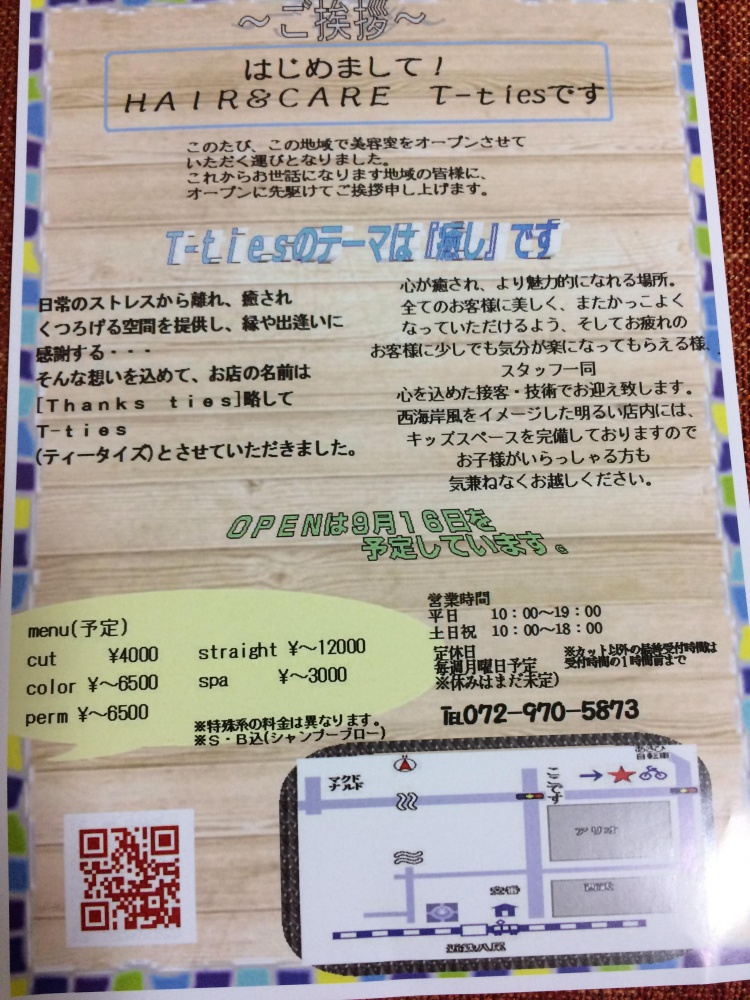 ～ご挨拶～
はじめまして！
ＨＡＩＲ＆ＣＡＲＥ　Ｔ－ｔｉｅｓです
このたび、この地域で美容室をオープンさせて
いただく運びとなりました。
これからお世話になります地域の皆様に、
オープンに先駆けてご挨拶申し上げます。
Ｔ－ｔｉｅｓのテーマは『癒し』です
日常のストレスから離れ、癒され
くつろげる空間を提供し、縁や出逢いに
感謝する・・・
そんな想いを込めて、お店の名前は
[Ｔｈａｎｋｓ　ｔｉｅｓ]略して
Ｔ－ｔｉｅｓ
(ティータイズ)とさせていただきました。
心が癒され、より魅力的になれる場所。
全てのお客様に美しく、またかっこよく
なっていただけるよう、そしてお疲れの
お客様に少しでも気分が楽になってもらえる様、
スタッフ一同
心を込めた接客・技術でお迎え致します。
西海岸風をイメージした明るい店内には、
キッズスペースを完備しておりますので
お子様がいらっしゃる方も
気兼ねなくお越しください。
ＯＰＥＮは９月１６日を
予定しています。
menu(予定)
cut ¥4000
color ¥～6500
perm ¥～6500
straight ¥～12000
spa ¥～3000
※特殊系の料金は異なります。
※Ｓ・Ｂ込(シャンプーブロー)
営業時間
平日　１０：００～１９：００
土日祝　１０：００～１８：００
定休日
毎週月曜日予定
※休みはまだ未定)
※カット以外の最終受付時間は
受付時間の１時間前まで
℡072-970-5873
マクド
ナルド
ここです
あさひ
自転車
アリオ
交番
近鉄八尾